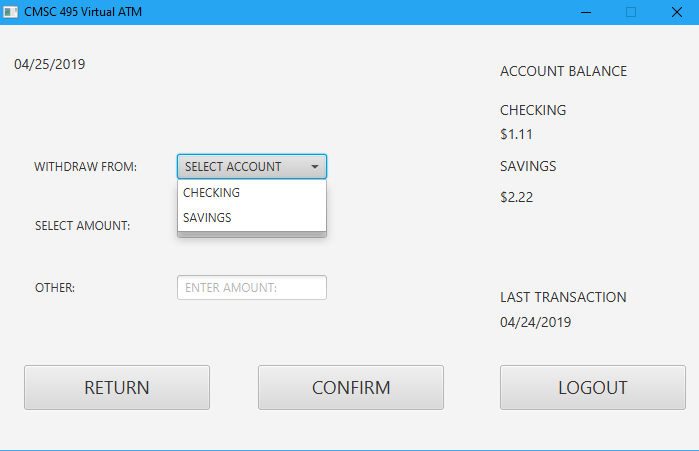 CMSC 495 Virtual ATM
04/25/2019
ACCOUNT BALANCE
CHECKING
$1.11
WITHDRAW FROM:
SELECT ACCOUNT
SAVINGS
CHECKING
$2.22
SAVINGS
SELECT AMOUNT:
OTHER:
ENTER AMOUNT:
LAST TRANSACTION
04/24/2019
RETURN
CONFIRM
LOGOUT